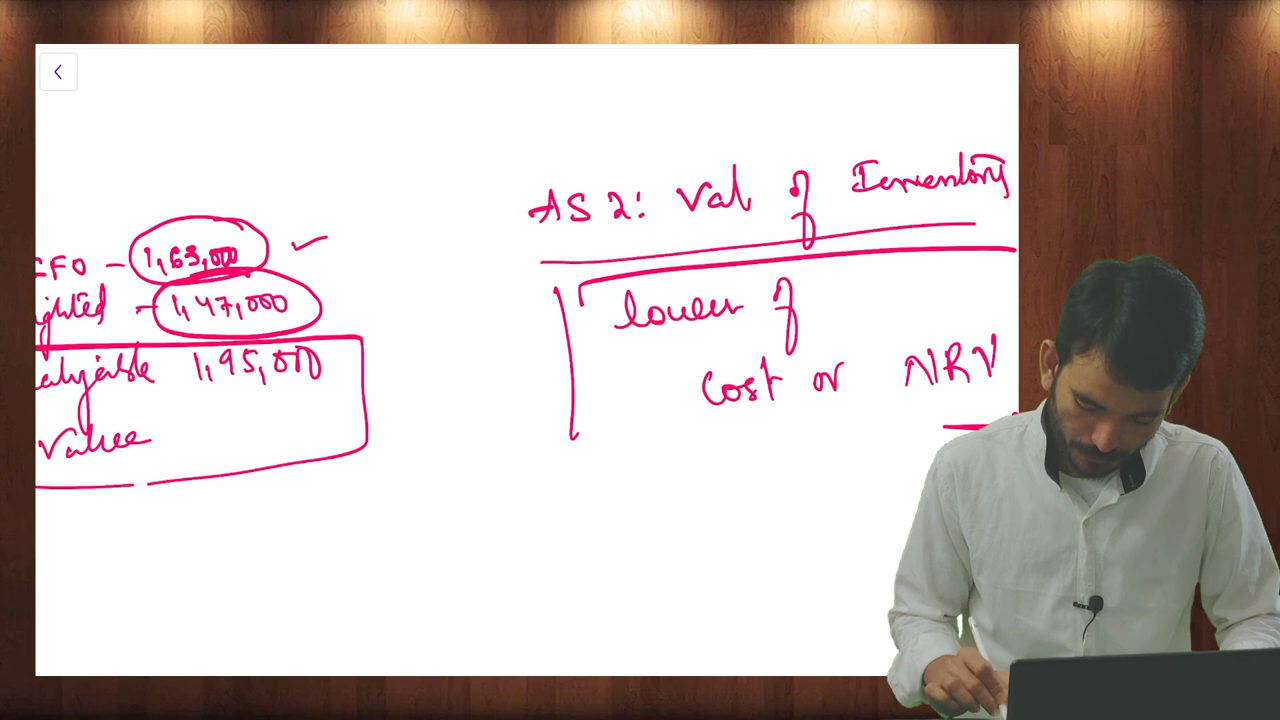 IFO - 1,63,000 ✓
ighted - 1,47,000
ealizable 1,95,000
Value
AS 2: Val of Inventory
lower of
cost or NRV